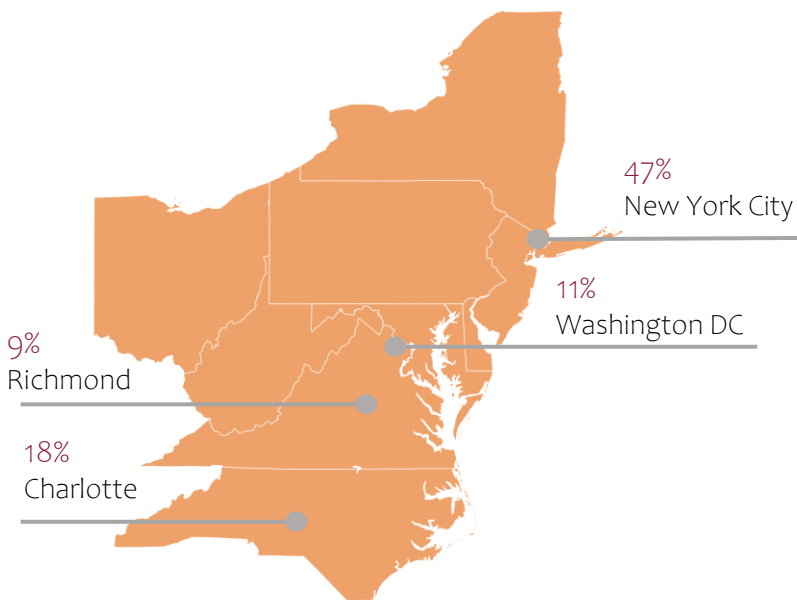 47%
New York City
11%
Washington DC
9%
Richmond
18%
Charlotte